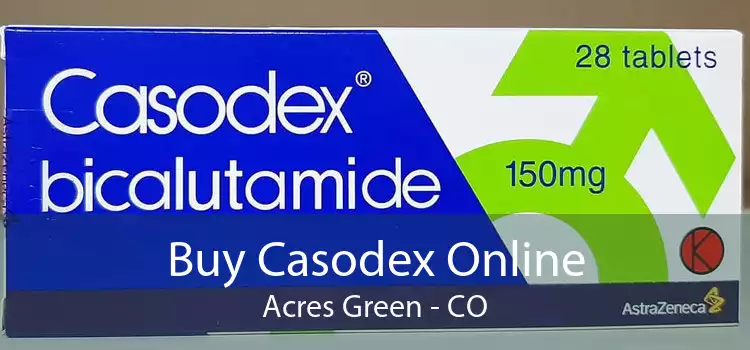 Casodex®
28 tablets
bicalutamide
150mg
Buy Casodex Online
K
Acres Green - CO
AstraZeneca